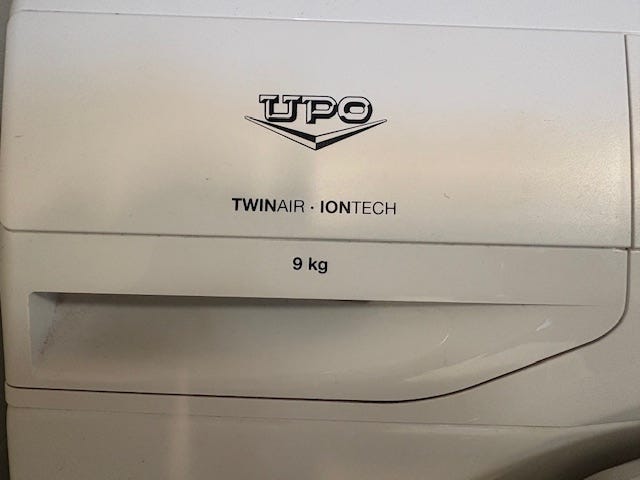 UPO
TWINAIR · IONTECH
9 kg